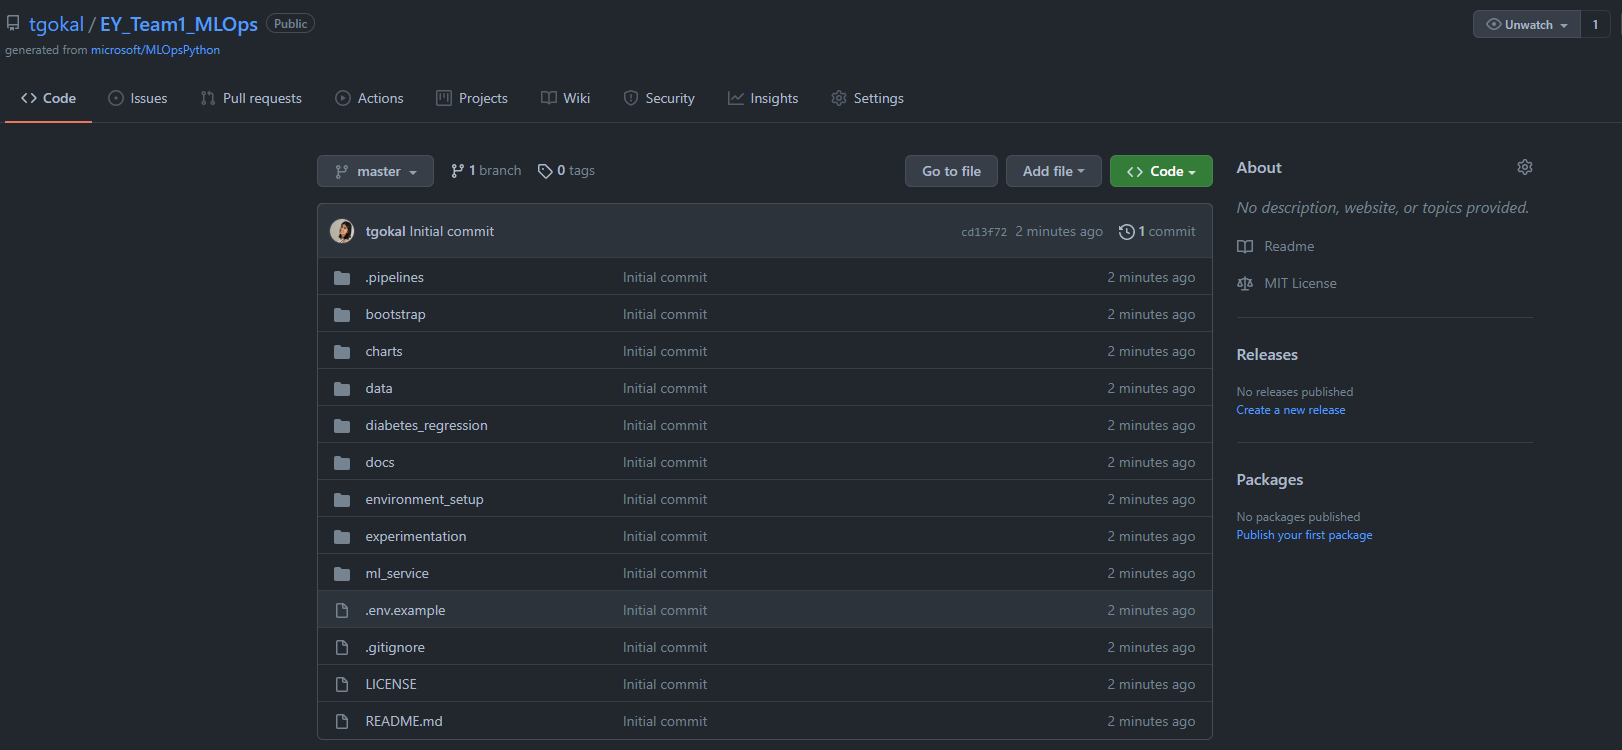 tgokal / EY_Team1_MLOps Public
Unwatch 1
generated from microsoft/MLOpsPython
Code Issues Pull requests Actions Projects Wiki Security Insights Settings
master 1 branch 0 tags Go to file Add file Code
tgokal Initial commit cd13f72 2 minutes ago 1 commit
.pipelines Initial commit 2 minutes ago
bootstrap Initial commit 2 minutes ago
charts Initial commit 2 minutes ago
data Initial commit 2 minutes ago
diabetes_regression Initial commit 2 minutes ago
docs Initial commit 2 minutes ago
environment_setup Initial commit 2 minutes ago
experimentation Initial commit 2 minutes ago
ml_service Initial commit 2 minutes ago
.env.example Initial commit 2 minutes ago
.gitignore Initial commit 2 minutes ago
LICENSE Initial commit 2 minutes ago
README.md Initial commit 2 minutes ago
About
No description, website, or topics provided.
Readme
MIT License
Releases
No releases published
Create a new release
Packages
No packages published
Publish your first package